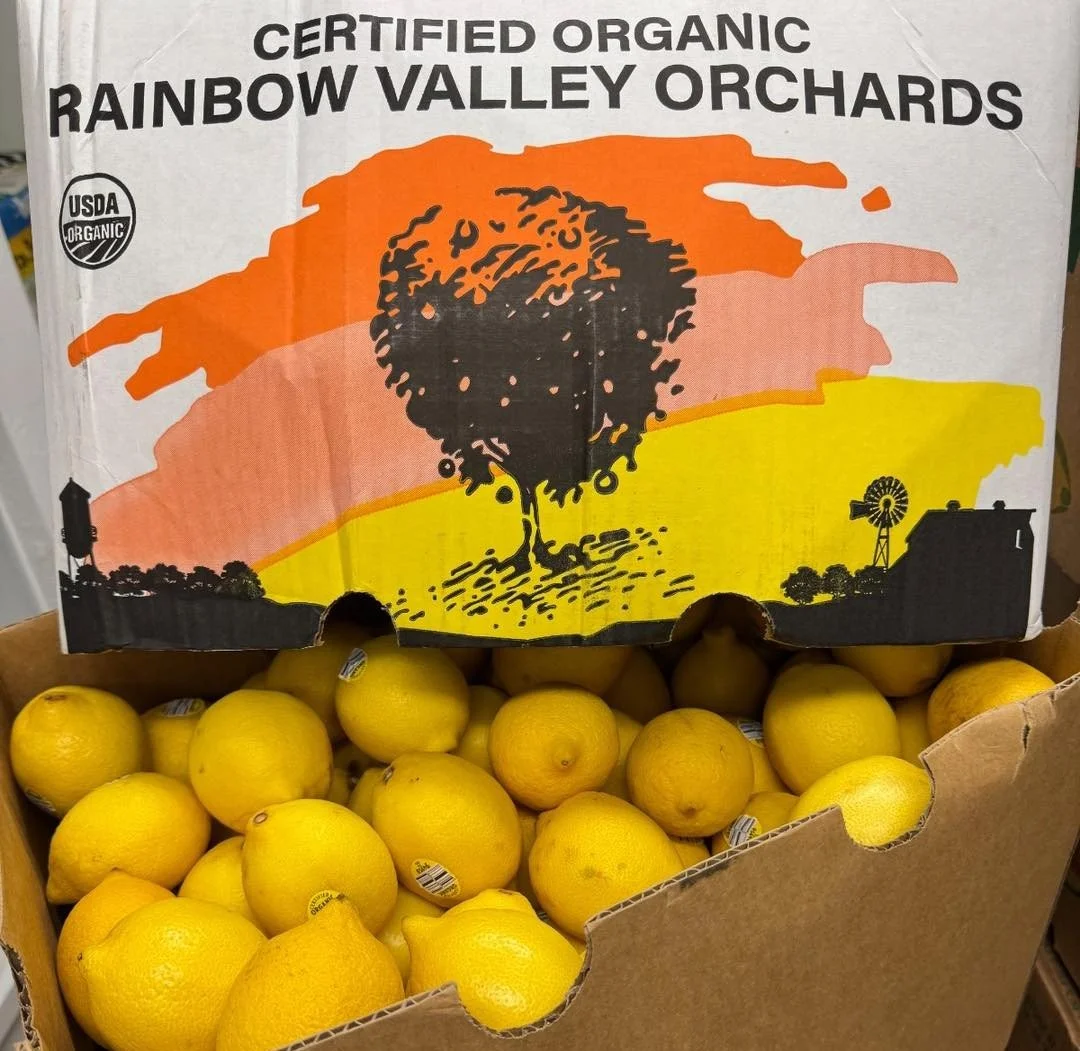 CERTIFIED ORGANIC
RAINBOW VALLEY ORCHARDS
USDA
ORGANIC